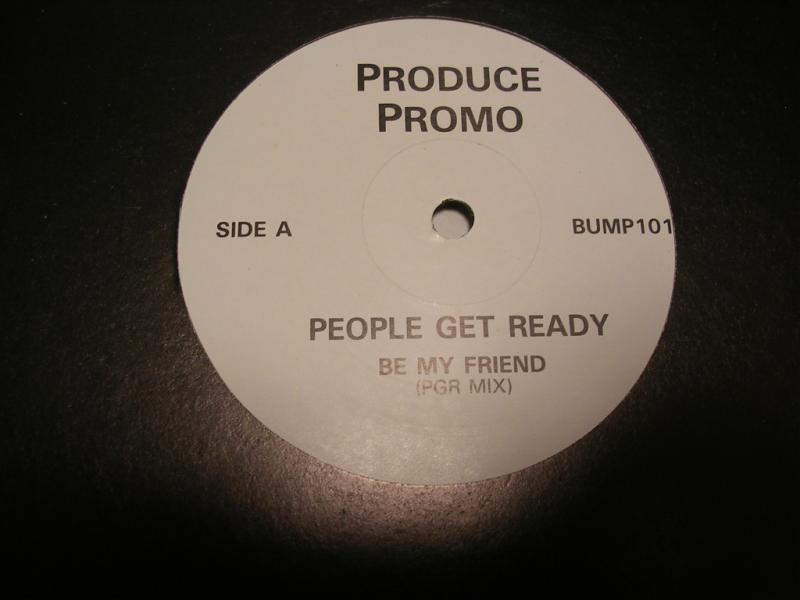 PRODUCE
PROMO
SIDE A
BUMP101
PEOPLE GET READY
BE MY FRIEND
(PGR MIX)